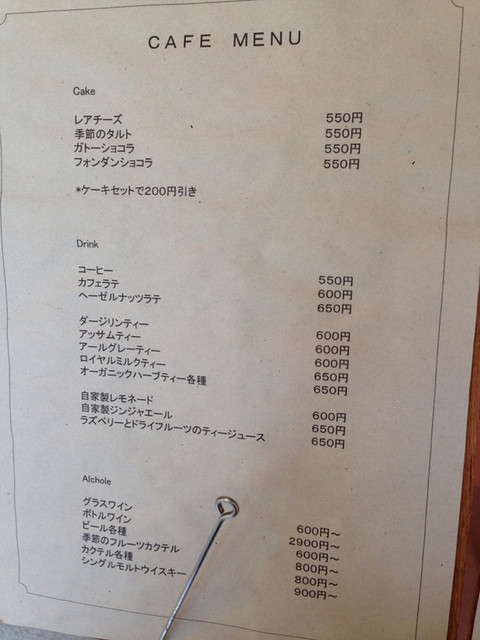 CAFE MENU
Cake
レアチーズ 550円
季節のタルト 550円
ガトーショコラ 550円
フォンダンショコラ 550円
*ケーキセットで200円引き
Drink
コーヒー 550円
カフェラテ 600円
ヘーゼルナッツラテ 650円
ダージリンティー 600円
アッサムティー 600円
アールグレーティー 600円
ロイヤルミルクティー 650円
オーガニックハーブティー各種 650円
自家製レモネード 600円
自家製ジンジャエール 650円
ラズベリーとドライフルーツのティージュース 650円
Alchole
グラスワイン 600円～
ボトルワイン 2900円～
ビール各種 600円～
季節のフルーツカクテル 800円～
カクテル各種 800円～
シングルモルトウイスキー 900円～